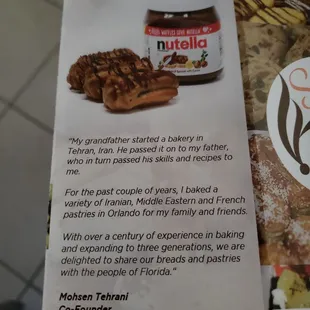 nutella
"My grandfather started a bakery in
Tehran, Iran. He passed it on to my father,
who in turn passed his skills and recipes to
me.
For the past couple of years, I baked a
variety of Iranian, Middle Eastern and French
pastries in Orlando for my family and friends.
With over a century of experience in baking
and expanding to three generations, we are
delighted to share our breads and pastries
with the people of Florida."
Mohsen Tehrani
Co-Founder